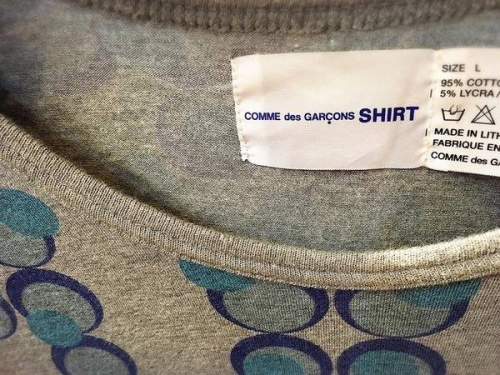 COMME des GARÇONS SHIRT
SIZE L
95% COTTO
5% LYCRA /
MADE IN LITH
FABRIQUE EN
COMME des GA